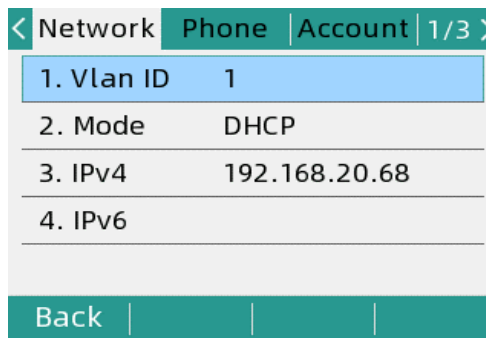 < Network Phone Account 1/3 >
1. Vlan ID 1
2. Mode DHCP
3. IPv4 192.168.20.68
4. IPv6
Back